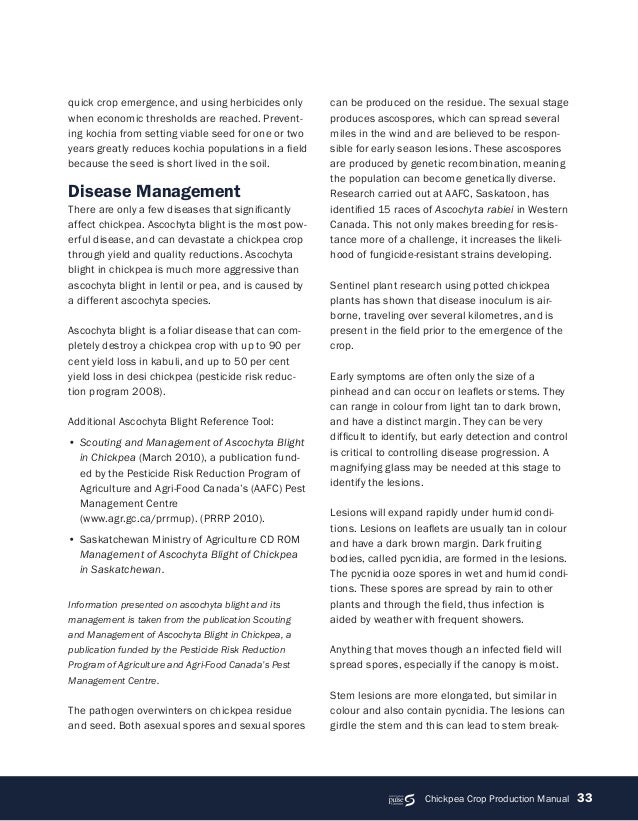 quick crop emergence, and using herbicides only
when economic thresholds are reached. Prevent-
ing kochia from setting viable seed for one or two
years greatly reduces kochia populations in a field
because the seed is short lived in the soil.
Disease Management
There are only a few diseases that significantly
affect chickpea. Ascochyta blight is the most pow-
erful disease, and can devastate a chickpea crop
through yield and quality reductions. Ascochyta
blight in chickpea is much more aggressive than
ascochyta blight in lentil or pea, and is caused by
a different ascochyta species.
Ascochyta blight is a foliar disease that can com-
pletely destroy a chickpea crop with up to 90 per
cent yield loss in kabuli, and up to 50 per cent
yield loss in desi chickpea (pesticide risk reduc-
tion program 2008).
Additional Ascochyta Blight Reference Tool:
• Scouting and Management of Ascochyta Blight
in Chickpea (March 2010), a publication fund-
ed by the Pesticide Risk Reduction Program of
Agriculture and Agri-Food Canada's (AAFC) Pest
Management Centre
(www.agr.gc.ca/prrmup). (PRRP 2010).
• Saskatchewan Ministry of Agriculture CD ROM
Management of Ascochyta Blight of Chickpea
in Saskatchewan.
Information presented on ascochyta blight and its
management is taken from the publication Scouting
and Management of Ascochyta Blight in Chickpea, a
publication funded by the Pesticide Risk Reduction
Program of Agriculture and Agri-Food Canada's Pest
Management Centre.
The pathogen overwinters on chickpea residue
and seed. Both asexual spores and sexual spores
can be produced on the residue. The sexual stage
produces ascospores, which can spread several
miles in the wind and are believed to be respon-
sible for early season lesions. These ascospores
are produced by genetic recombination, meaning
the population can become genetically diverse.
Research carried out at AAFC, Saskatoon, has
identified 15 races of Ascochyta rabiei in Western
Canada. This not only makes breeding for resis-
tance more of a challenge, it increases the likeli-
hood of fungicide-resistant strains developing.
Sentinel plant research using potted chickpea
plants has shown that disease inoculum is air-
borne, traveling over several kilometres, and is
present in the field prior to the emergence of the
crop.
Early symptoms are often only the size of a
pinhead and can occur on leaflets or stems. They
can range in colour from light tan to dark brown,
and have a distinct margin. They can be very
difficult to identify, but early detection and control
is critical to controlling disease progression. A
magnifying glass may be needed at this stage to
identify the lesions.
Lesions will expand rapidly under humid condi-
tions. Lesions on leaflets are usually tan in colour
and have a dark brown margin. Dark fruiting
bodies, called pycnidia, are formed in the lesions.
The pycnidia ooze spores in wet and humid condi-
tions. These spores are spread by rain to other
plants and through the field, thus infection is
aided by weather with frequent showers.
Anything that moves though an infected field will
spread spores, especially if the canopy is moist.
Stem lesions are more elongated, but similar in
colour and also contain pycnidia. The lesions can
girdle the stem and this can lead to stem break-
pulse Chickpea Crop Production Manual 33